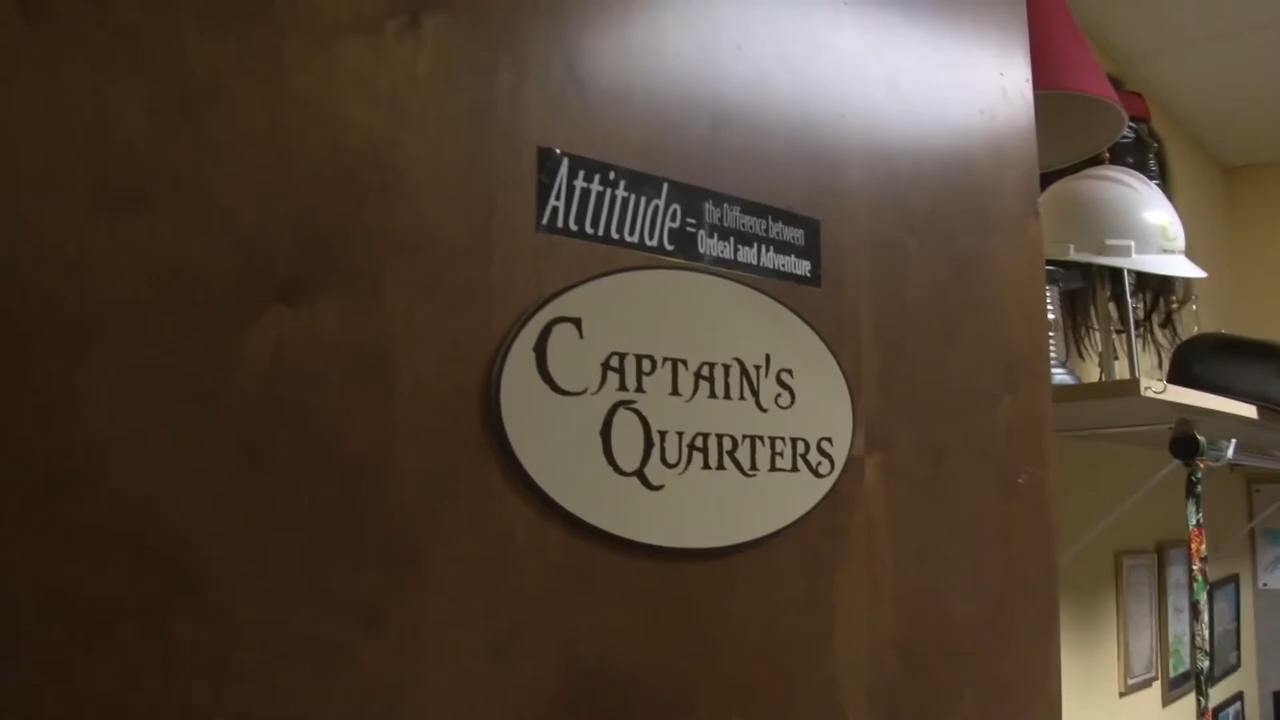 Attitude =
the Difference between
Ordeal and Adventure
CAPTAIN'S
QUARTERS